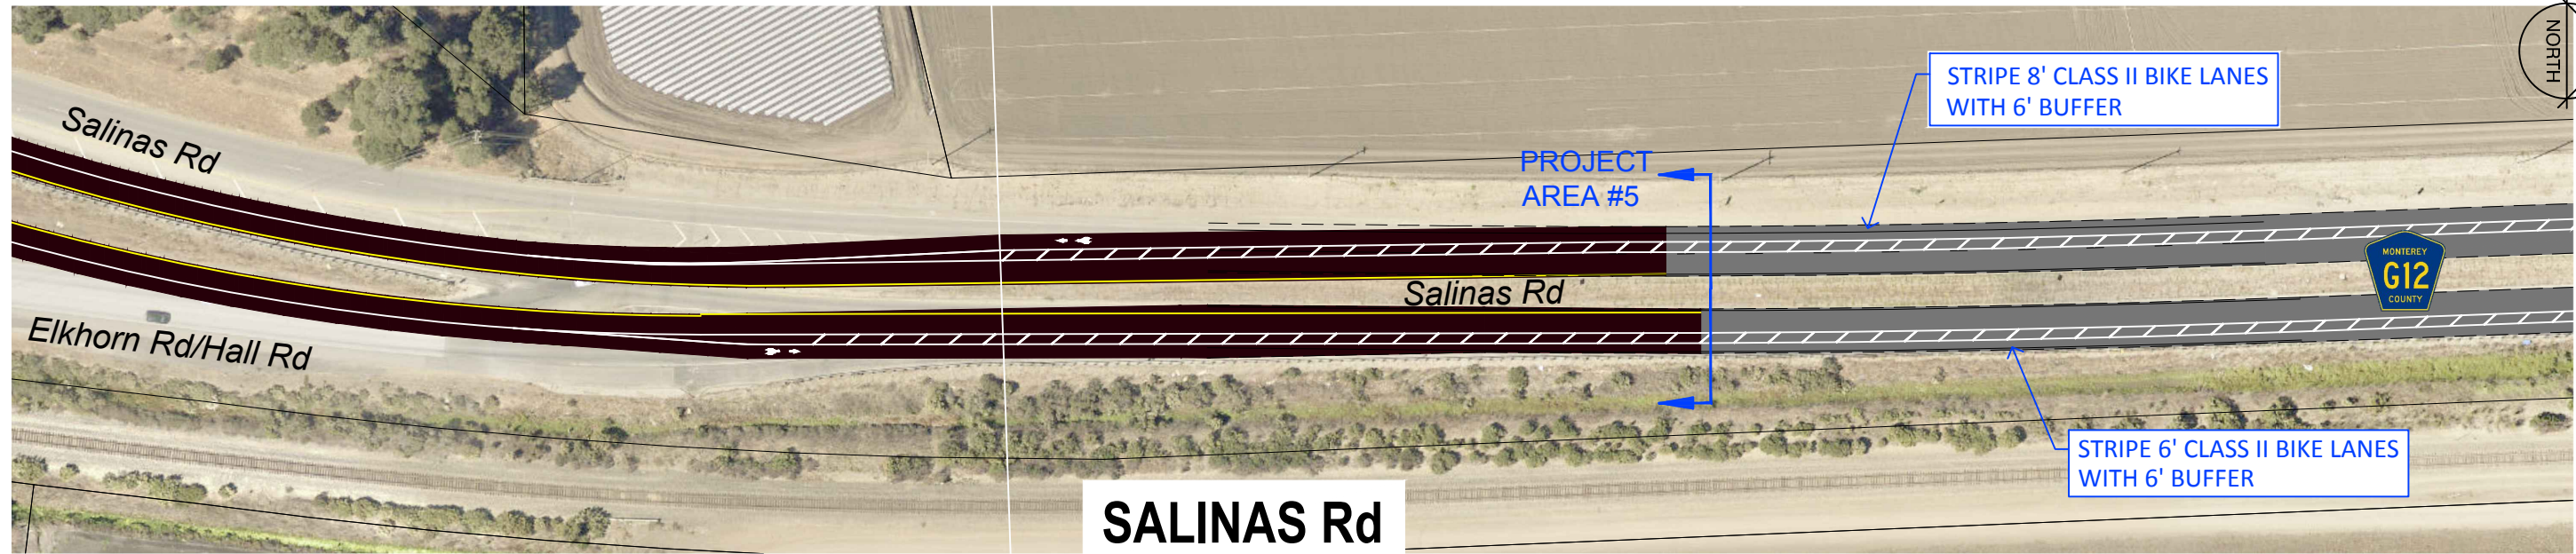 NORTH
STRIPE 8' CLASS II BIKE LANES
WITH 6' BUFFER
Salinas Rd
PROJECT
AREA #5
MONTEREY
G12
COUNTY
Salinas Rd
Elkhorn Rd/Hall Rd
STRIPE 6' CLASS II BIKE LANES
WITH 6' BUFFER
SALINAS Rd